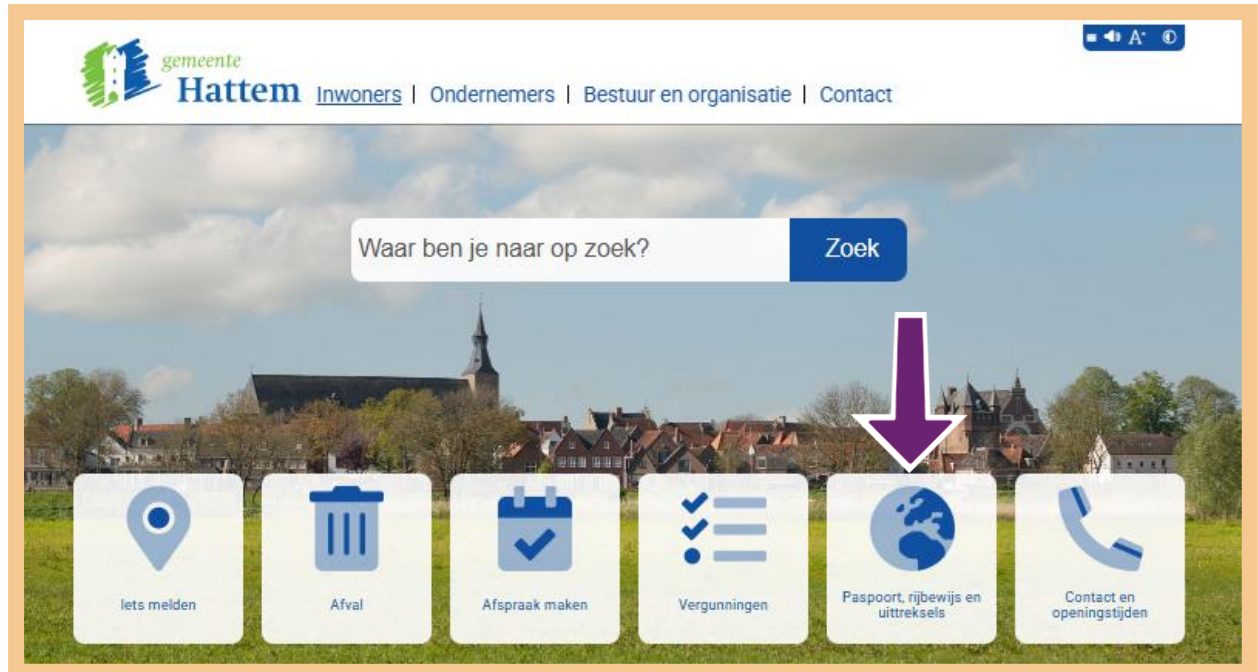 A
gemeente
Hattem
Inwoners | Ondernemers | Bestuur en organisatie | Contact
Waar ben je naar op zoek?
Zoek
Iets melden
Afval
Afspraak maken
Vergunningen
Paspoort, rijbewijs en
uittreksels
Contact en
openingstijden